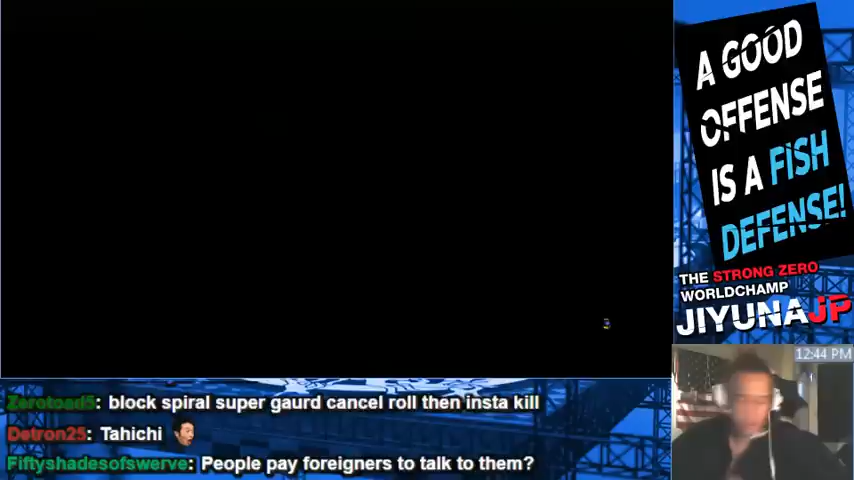 A GOOD
OFFENSE
IS A FISH
DEFENSE!
THE STRONG ZERO
WORLDCHAMP
JIYUNAJP
12:44 PM
Zerotoad5: block spiral super gaurd cancel roll then insta kill
Detron25: Tahichi
Fiftyshadesofswerve: People pay foreigners to talk to them?